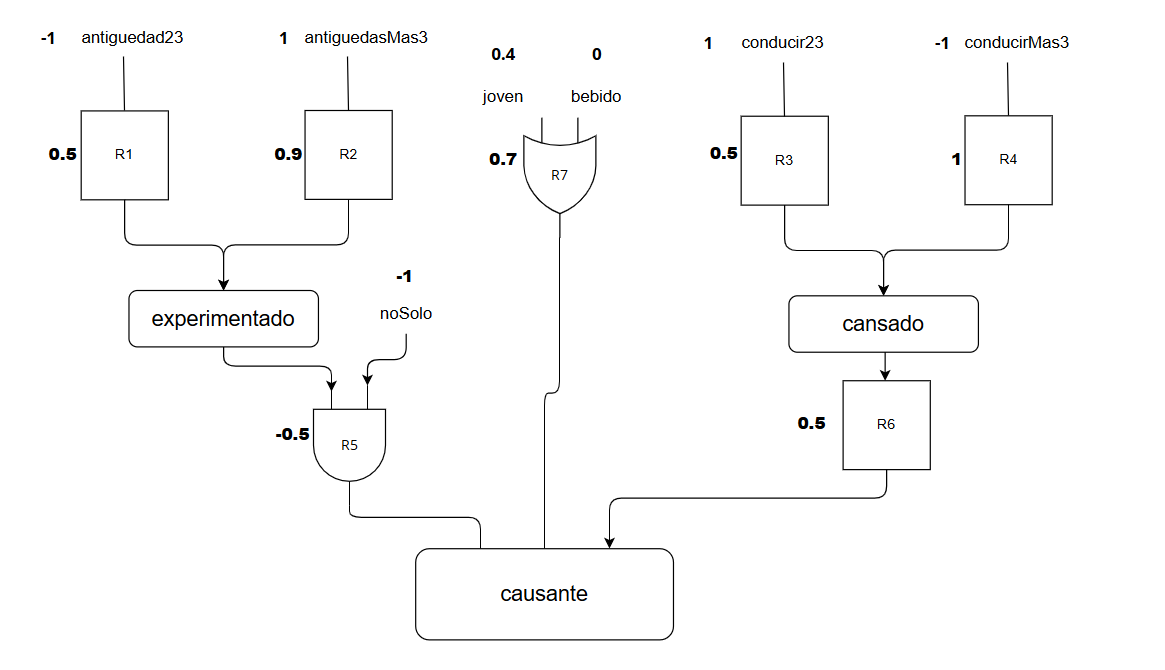 -1 antiguedad23
1 antiguedasMas3
0.4 0
joven bebido
1 conducir23
-1 conducirMas3
0.5 R1
0.9 R2
0.7 R7
0.5 R3
1 R4
-1
noSolo
experimentado
cansado
-0.5 R5
0.5 R6
causante